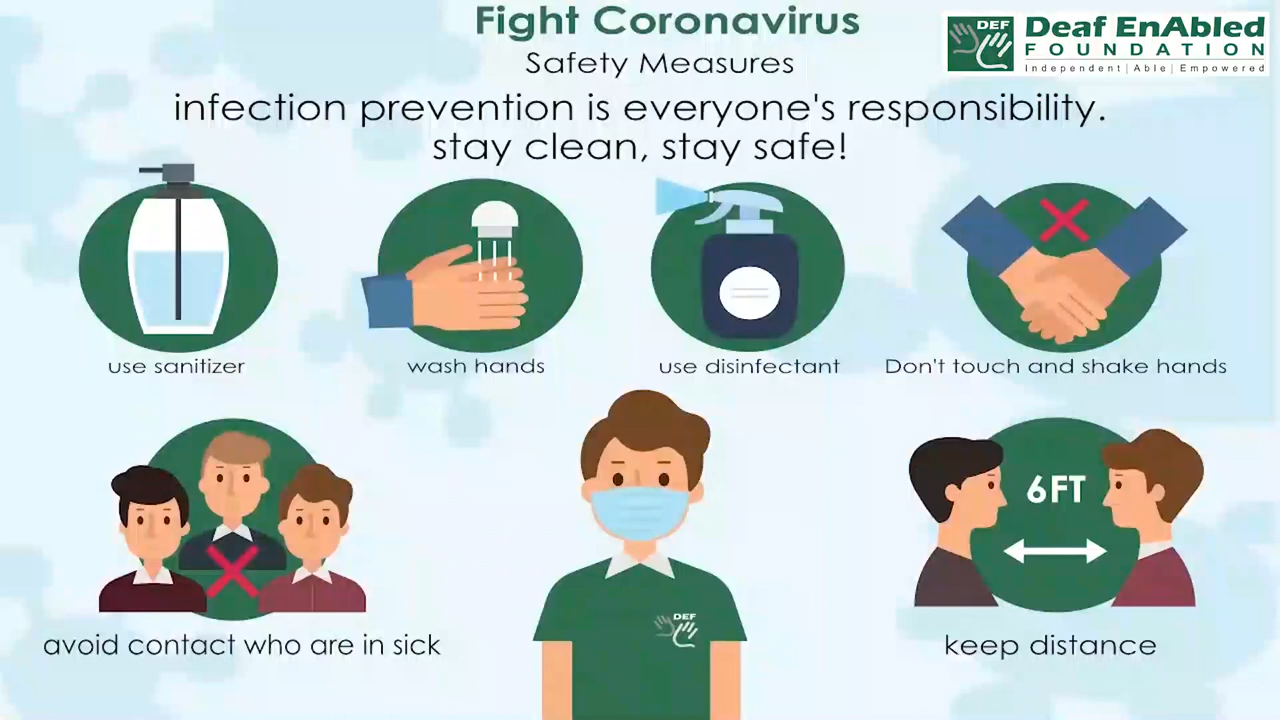 Fight Coronavirus
Safety Measures
infection prevention is everyone's responsibility.
stay clean, stay safe!
DEF
Deaf EnAbled
FOUNDATION
Independent | Able | Empowered
use sanitizer
wash hands
use disinfectant
Don't touch and shake hands
6FT
DEF
avoid contact who are in sick
keep distance